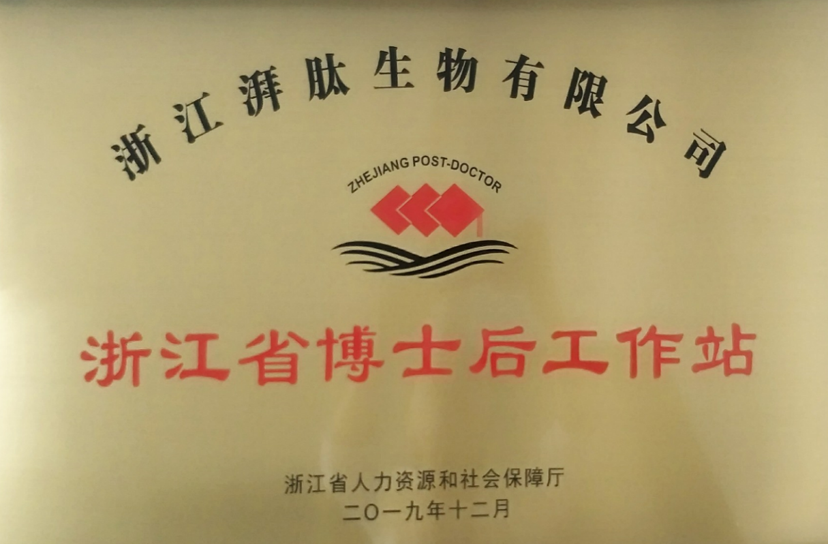 浙江湃肽生物有限公司
ZHEJIANG POST-DOCTOR
浙江省博士后工作站
浙江省人力资源和社会保障厅
二〇一九年十二月